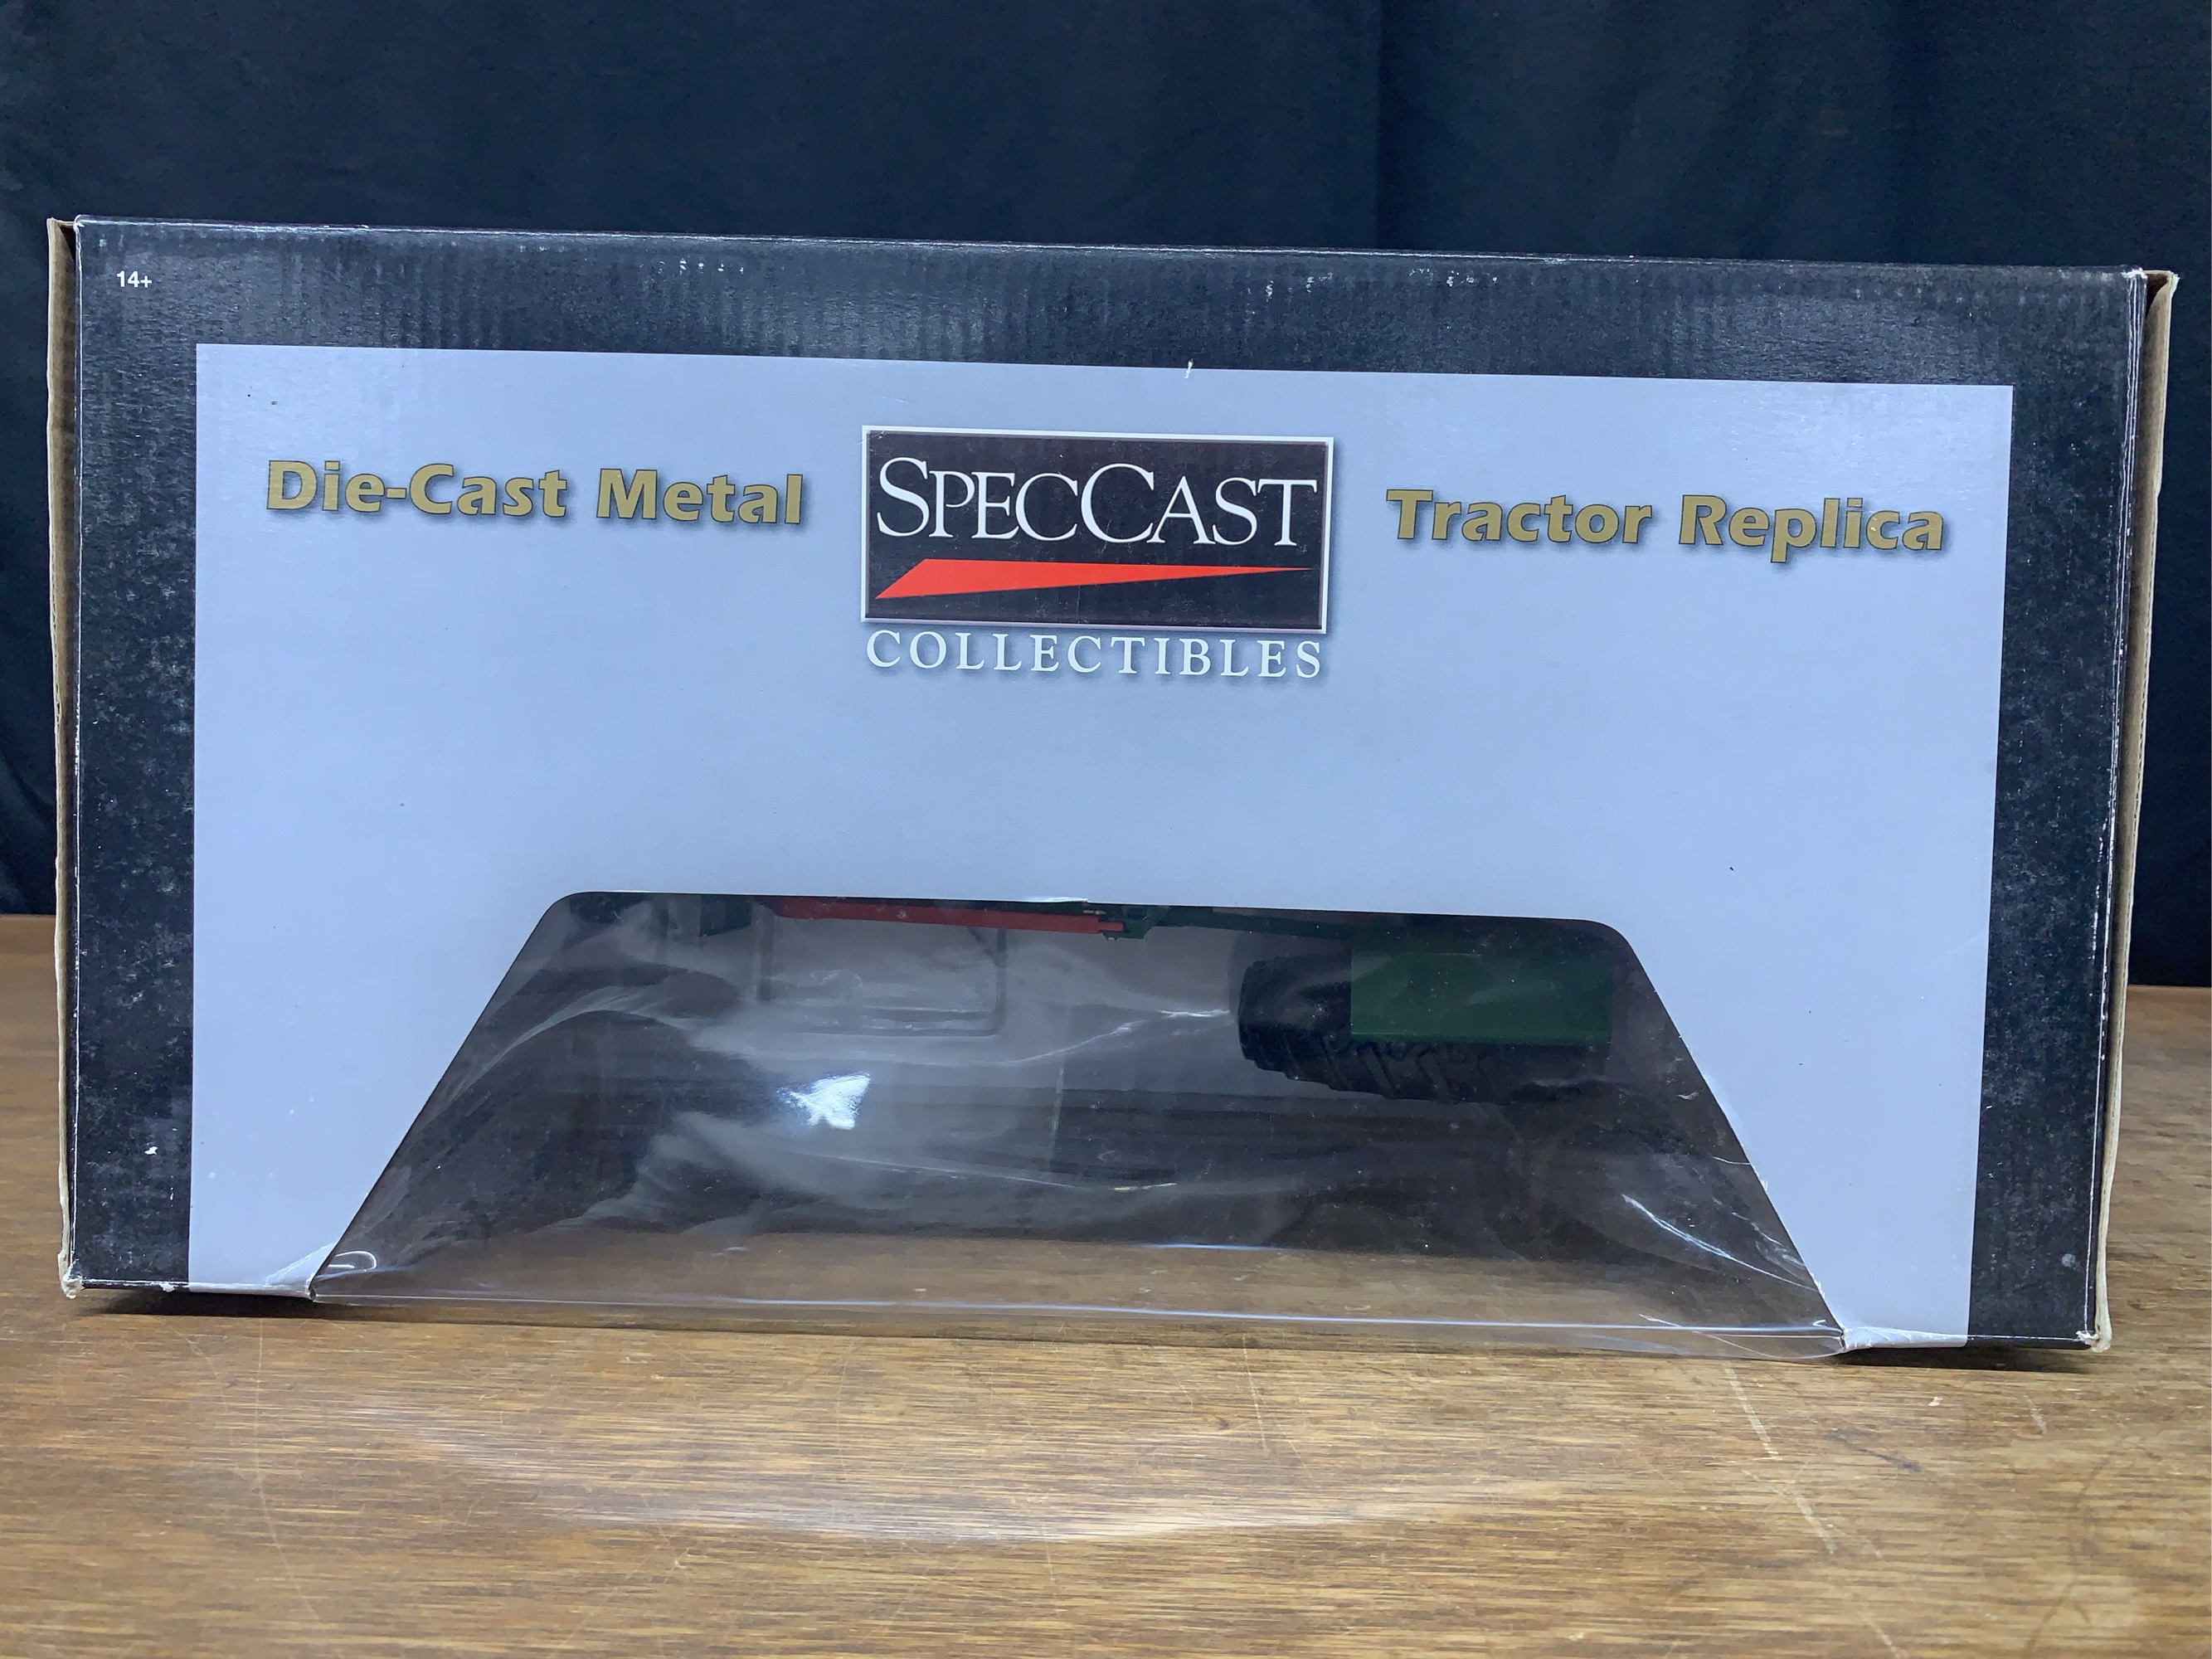 14+
Die-Cast Metal
SPECCAST
COLLECTIBLES
Tractor Replica